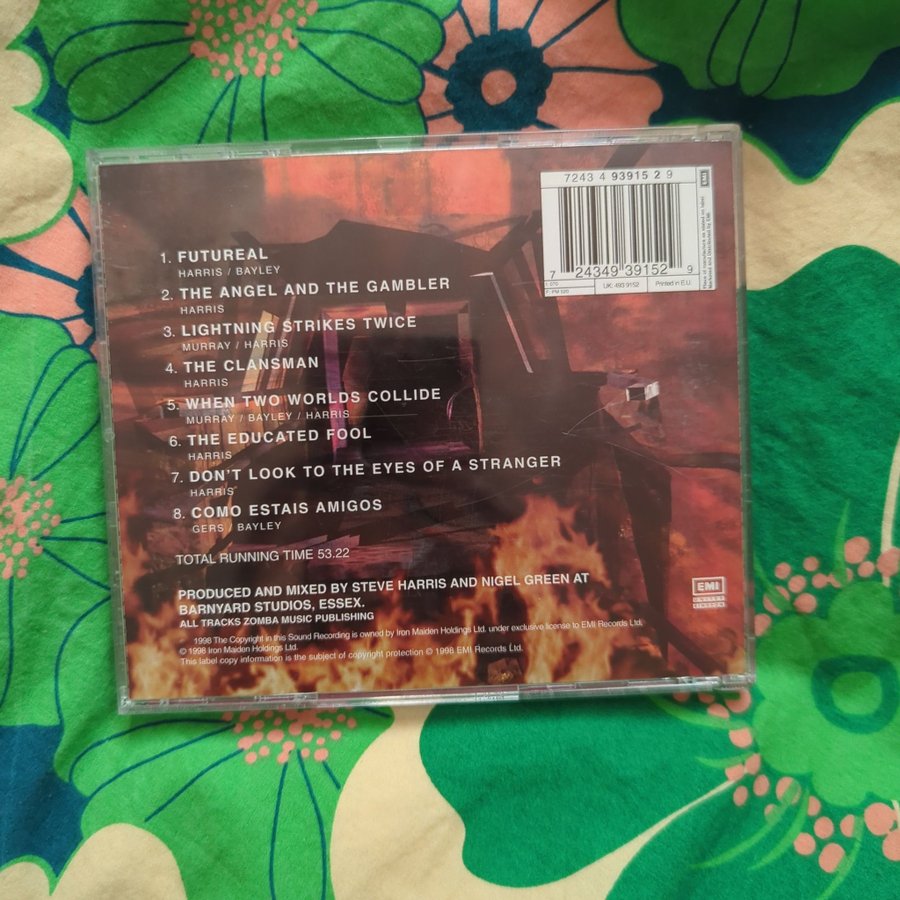 7243 4 93915 2 9
EMI
7 24349 39152 9
UK: 493 9152
Printed in E.U.
1. FUTUREAL
HARRIS / BAYLEY
2. THE ANGEL AND THE GAMBLER
HARRIS
3. LIGHTNING STRIKES TWICE
MURRAY / HARRIS
4. THE CLANSMAN
HARRIS
5. WHEN TWO WORLDS COLLIDE
MURRAY / BAYLEY / HARRIS
6. THE EDUCATED FOOL
HARRIS
7. DON'T LOOK TO THE EYES OF A STRANGER
HARRIS
8. COMO ESTAIS AMIGOS
GERS BAYLEY
TOTAL RUNNING TIME 53.22
PRODUCED AND MIXED BY STEVE HARRIS AND NIGEL GREEN AT
BARNYARD STUDIOS, ESSEX.
ALL TRACKS ZOMBA MUSIC PUBLISHING
1998 The Copyright in this Sound Recording is owned by Iron Maiden Holdings Ltd. under exclusive license to EMI Records Ltd.
© 1998 Iron Maiden Holdings Ltd.
This label copy information is the subject of copyright protection © 1998 EMI Records Ltd.
EMI
UNITED
KINGDOM